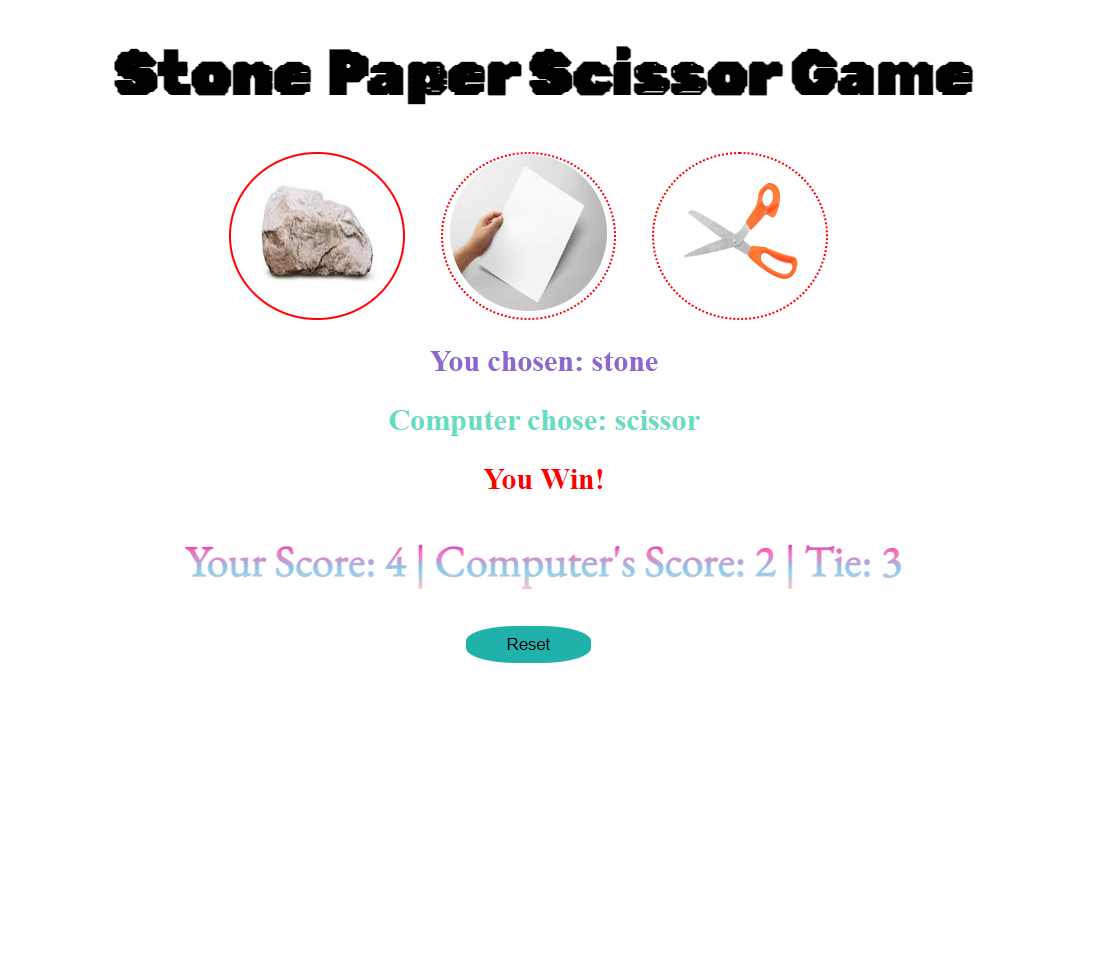 Stone Paper Scissor Game
You chosen: stone
Computer chose: scissor
You Win!
Your Score: 4 | Computer's Score: 2 | Tie: 3
Reset